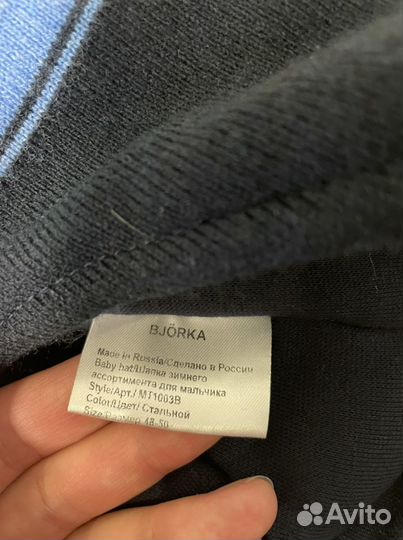 BJÖRKA
Made in Russia/Сделано в России
Baby hat/Шапка зимнего
ассортимента для мальчика
Style/Арт./ MT1003B
Color/Цвет/ Стальной
Size/Размер 48-50
Avito